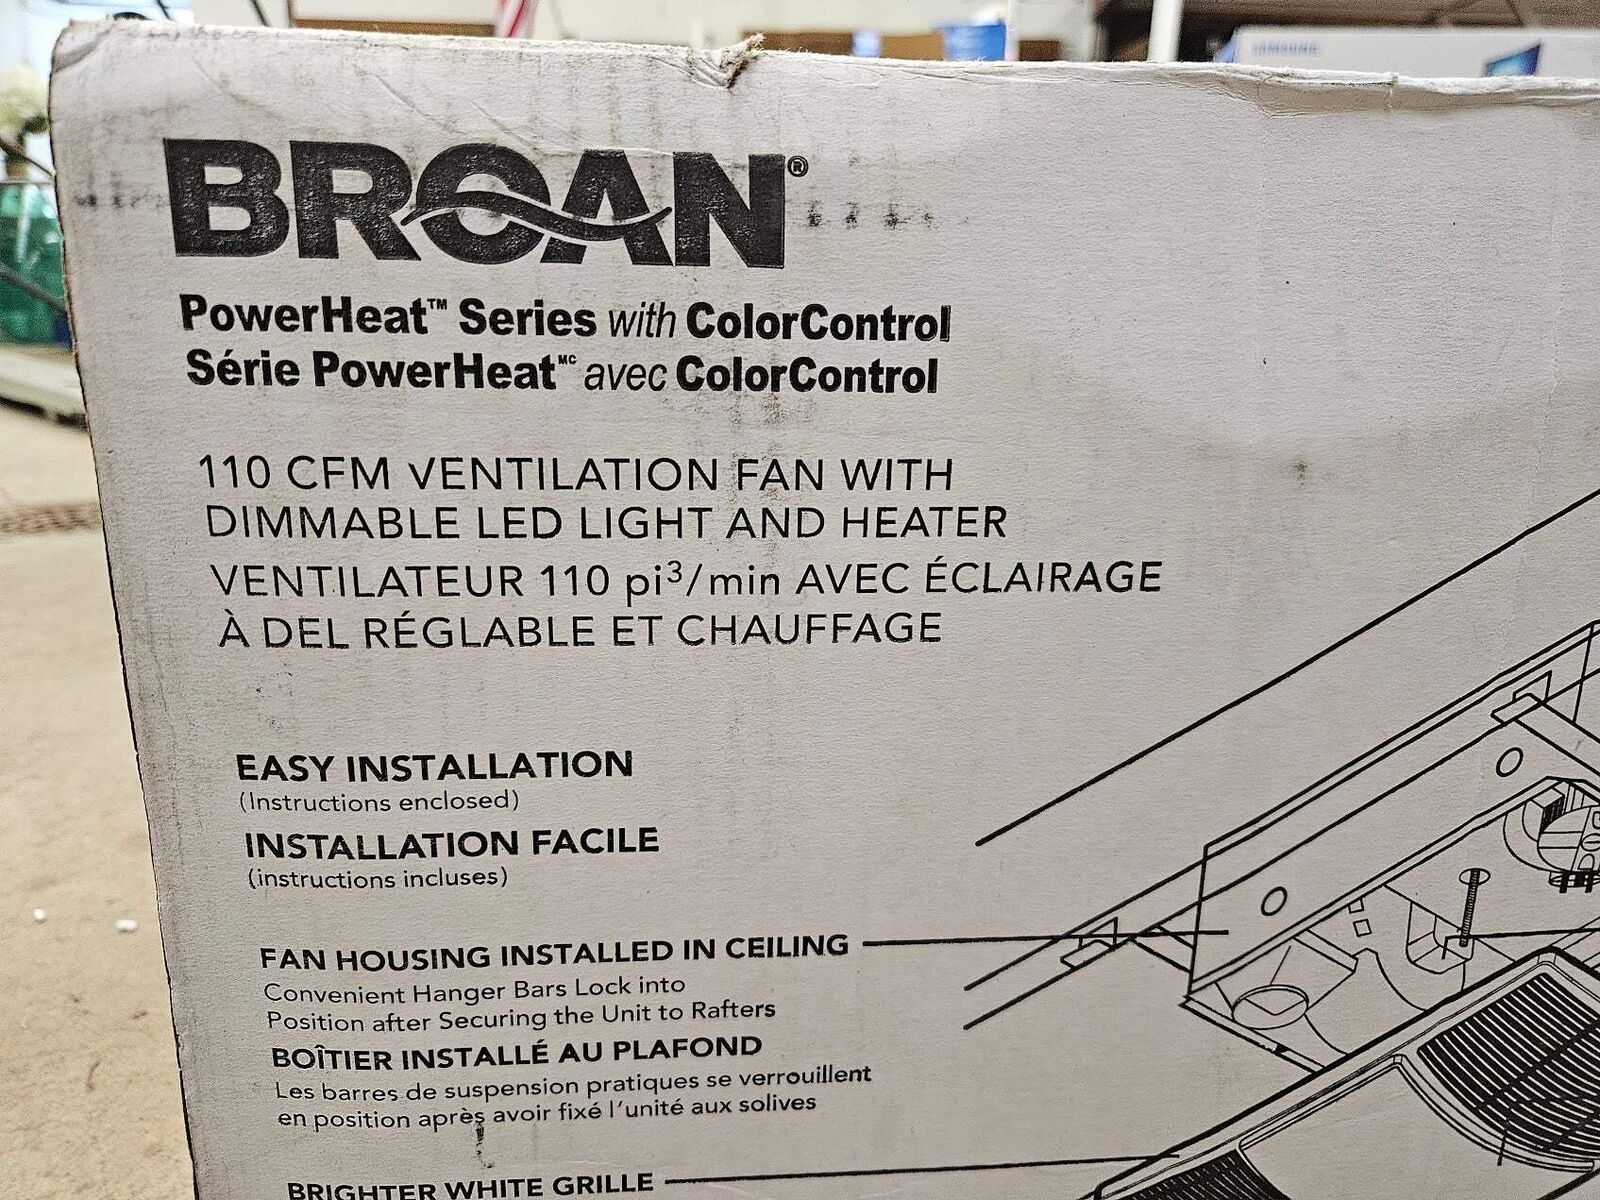 BROAN®
PowerHeat™ Series with ColorControl
Série PowerHeat MC avec ColorControl
110 CFM VENTILATION FAN WITH
DIMMABLE LED LIGHT AND HEATER
VENTILATEUR 110 pi³/min AVEC ÉCLAIRAGE
À DEL RÉGLABLE ET CHAUFFAGE
EASY INSTALLATION
(Instructions enclosed)
INSTALLATION FACILE
(instructions incluses)
FAN HOUSING INSTALLED IN CEILING
Convenient Hanger Bars Lock into
Position after Securing the Unit to Rafters
BOÎTIER INSTALLÉ AU PLAFOND
Les barres de suspension pratiques se verrouillent
en position après avoir fixé l'unité aux solives
BRIGHTER WHITE GRILLE
SAMSUNG